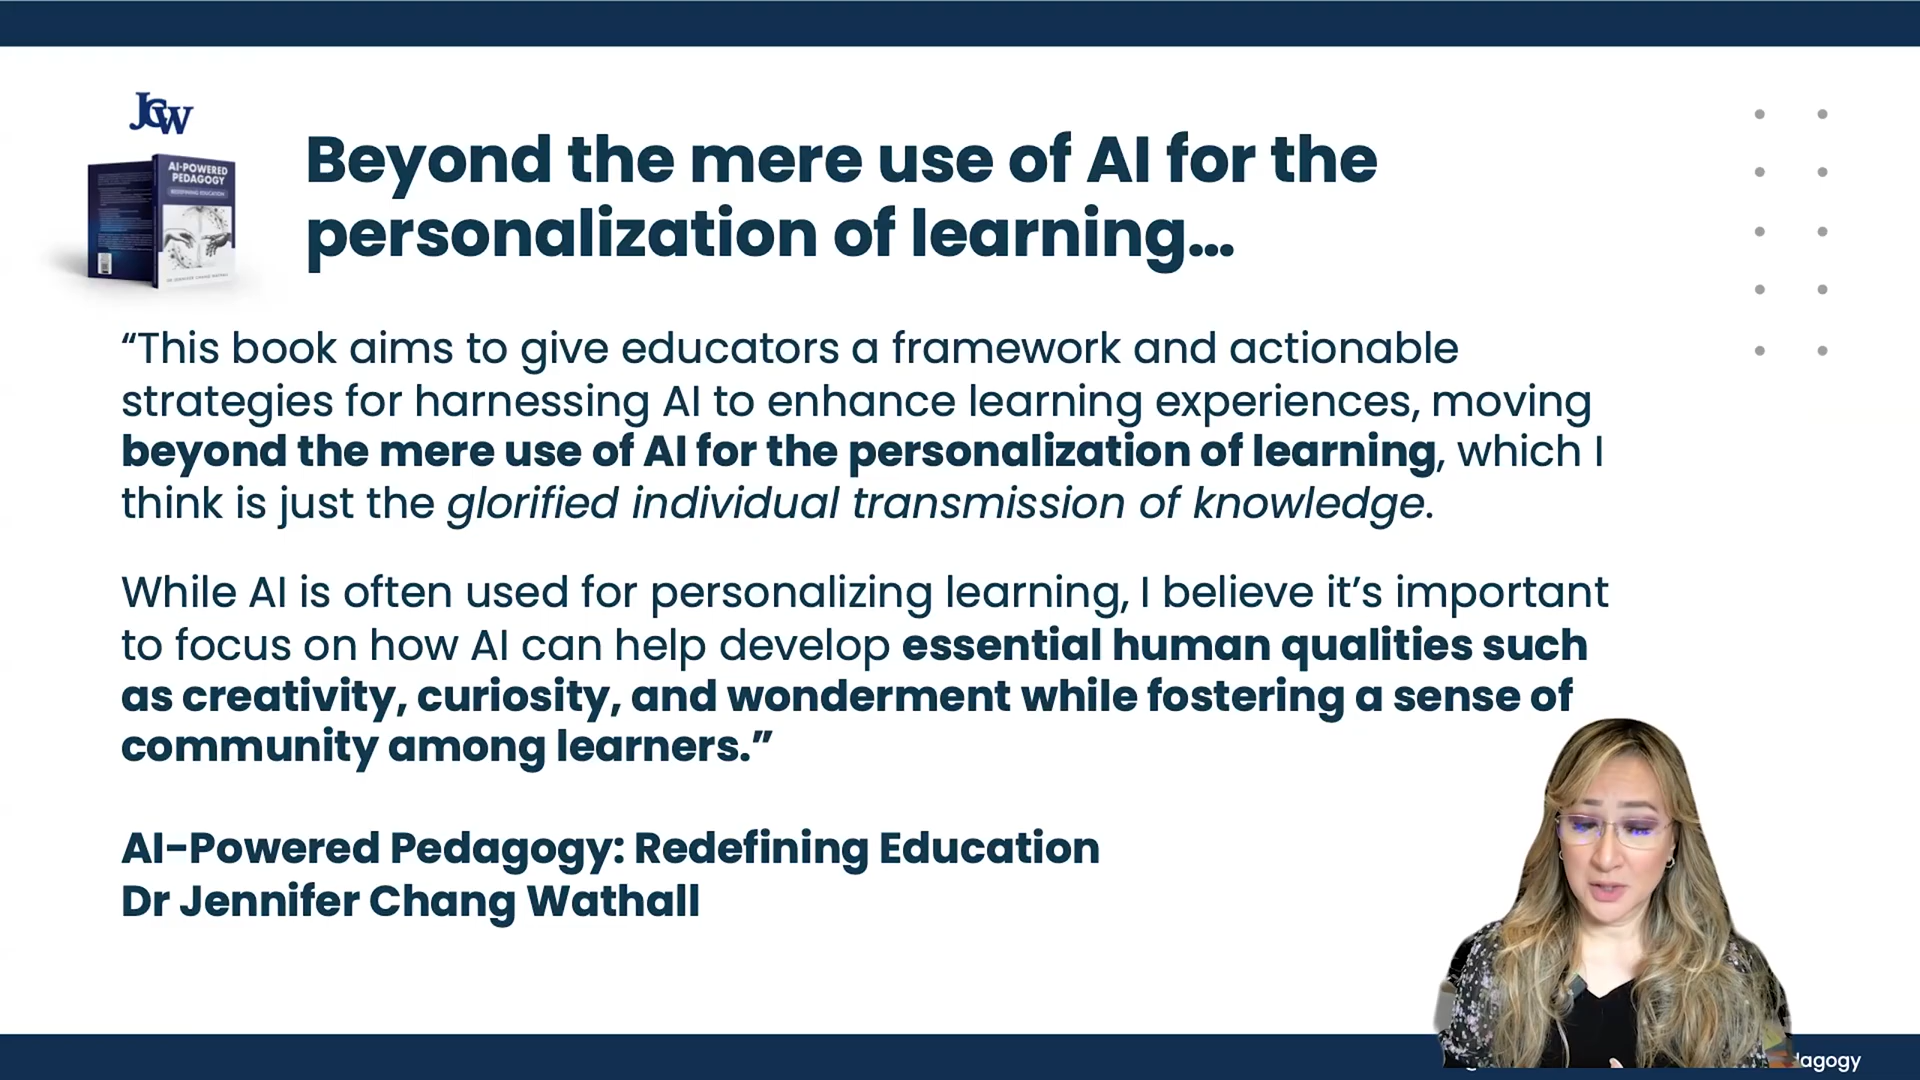 JCW
AI-POWERED
PEDAGOGY
REDEFINING EDUCATION
Beyond the mere use of AI for the
personalization of learning...
“This book aims to give educators a framework and actionable
strategies for harnessing AI to enhance learning experiences, moving
beyond the mere use of AI for the personalization of learning, which I
think is just the glorified individual transmission of knowledge.
While AI is often used for personalizing learning, I believe it’s important
to focus on how AI can help develop essential human qualities such
as creativity, curiosity, and wonderment while fostering a sense of
community among learners.”
AI-Powered Pedagogy: Redefining Education
Dr Jennifer Chang Wathall